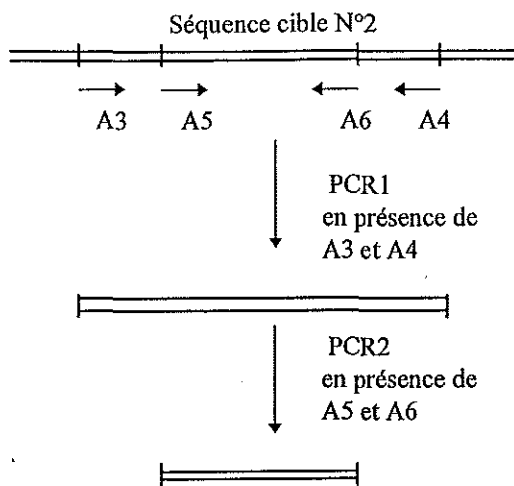 Séquence cible N°2
A3
A5
A6
A4
PCR1
en présence de
A3 et A4
PCR2
en présence de
A5 et A6